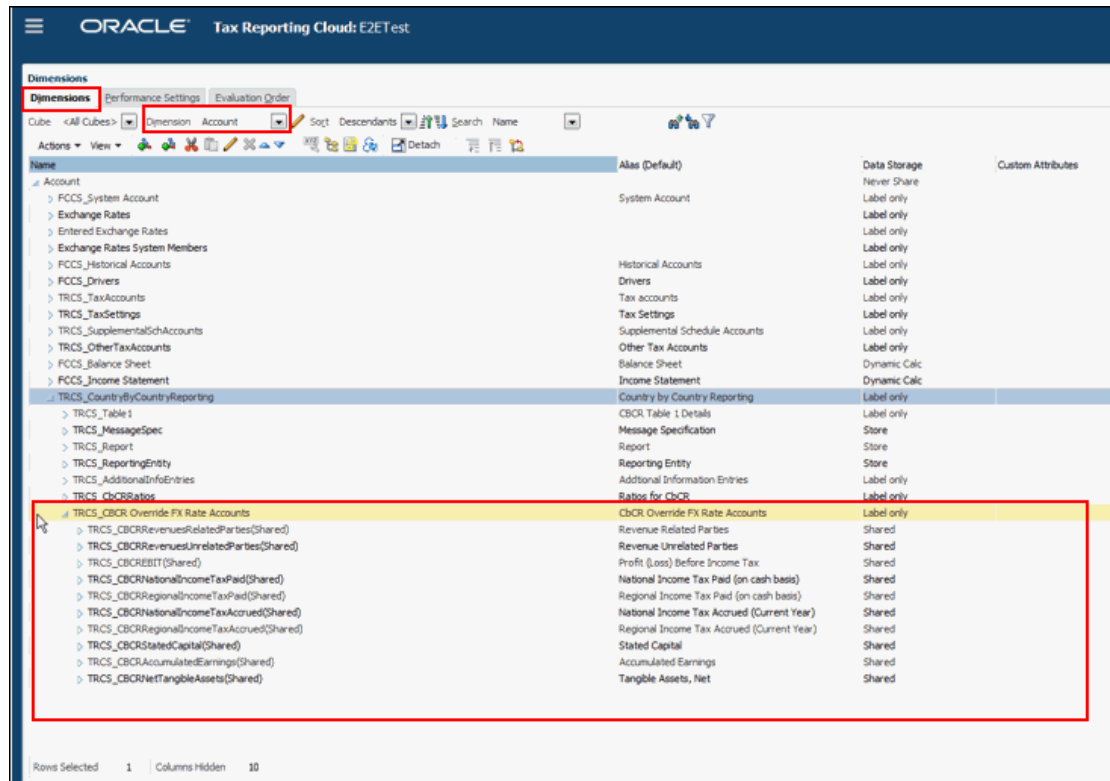 ORACLE Tax Reporting Cloud: E2ETest
Dimensions
Dimensions Performance Settings Evaluation Order
Cube <All Cubes> Dimension Account Sort Descendants Search Name
Actions View Detach
Name Alias (Default) Data Storage Custom Attributes
Account Never Share
FCCS_System Account System Account Label only
Exchange Rates Label only
Entered Exchange Rates Label only
Exchange Rates System Members Label only
FCCS_Historical Accounts Historical Accounts Label only
FCCS_Drivers Drivers Label only
TRCS_TaxAccounts Tax accounts Label only
TRCS_TaxSettings Tax Settings Label only
TRCS_SupplementalSchAccounts Supplemental Schedule Accounts Label only
TRCS_OtherTaxAccounts Other Tax Accounts Label only
FCCS_Balance Sheet Balance Sheet Dynamic Calc
FCCS_Income Statement Income Statement Dynamic Calc
TRCS_CountryByCountryReporting Country by Country Reporting Label only
TRCS_Table1 CBCR Table 1 Details Label only
TRCS_MessageSpec Message Specification Store
TRCS_Report Report Store
TRCS_ReportingEntity Reporting Entity Store
TRCS_AdditionalInfoEntries Addtional Information Entries Label only
TRCS_CbCRRatios Ratios for CbCR Label only
TRCS_CBCR Override FX Rate Accounts CbCR Override FX Rate Accounts Label only
TRCS_CBCRRevenuesRelatedParties(Shared) Revenue Related Parties Shared
TRCS_CBCRRevenuesUnrelatedParties(Shared) Revenue Unrelated Parties Shared
TRCS_CBCREBIT(Shared) Profit (Loss) Before Income Tax Shared
TRCS_CBCRNationalIncomeTaxPaid(Shared) National Income Tax Paid (on cash basis) Shared
TRCS_CBCRRegionalIncomeTaxPaid(Shared) Regional Income Tax Paid (on cash basis) Shared
TRCS_CBCRNationalIncomeTaxAccrued(Shared) National Income Tax Accrued (Current Year) Shared
TRCS_CBCRRegionalIncomeTaxAccrued(Shared) Regional Income Tax Accrued (Current Year) Shared
TRCS_CBCRStatedCapital(Shared) Stated Capital Shared
TRCS_CBCRAccumulatedEarnings(Shared) Accumulated Earnings Shared
TRCS_CBCRNetTangibleAssets(Shared) Tangible Assets, Net Shared
Rows Selected 1 Columns Hidden 10